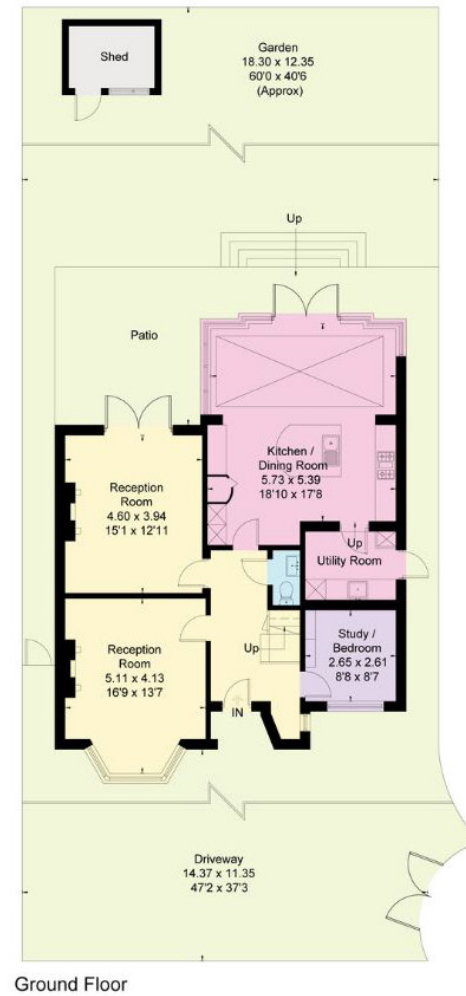 Shed
Garden
18.30 x 12.35
60'0 x 40'6
(Approx)
Up
Patio
Kitchen /
Dining Room
5.73 x 5.39
18'10 x 17'8
Reception
Room
4.60 x 3.94
15'1 x 12'11
Up
Utility Room
Reception
Room
5.11 x 4.13
16'9 x 13'7
Up
Study /
Bedroom
2.65 x 2.61
8'8 x 8'7
IN
Driveway
14.37 x 11.35
47'2 x 37'3
Ground Floor